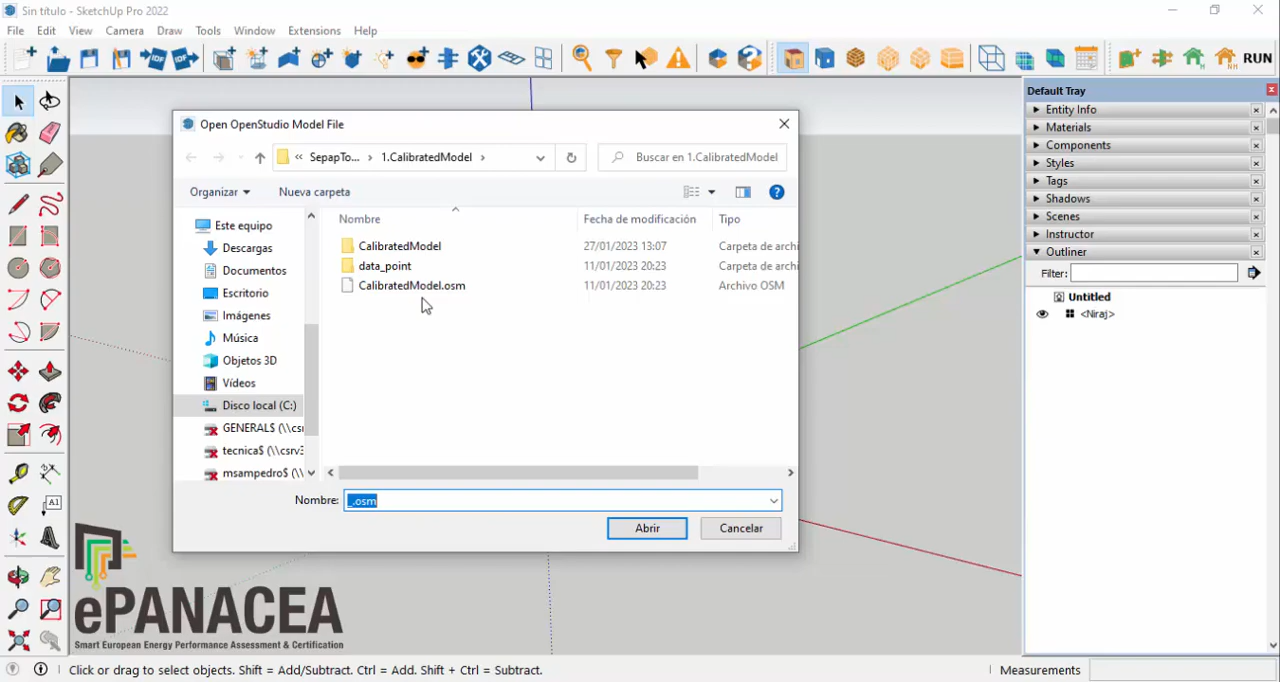 Sin título - SketchUp Pro 2022
File Edit View Camera Draw Tools Window Extensions Help
IDF IDF RUN
Open OpenStudio Model File
« SepapTo... › 1.CalibratedModel ›
Buscar en 1.CalibratedModel
Organizar Nueva carpeta
Este equipo
Descargas
Documentos
Escritorio
Imágenes
Música
Objetos 3D
Vídeos
Disco local (C:)
GENERAL$ (\\csr
tecnica$ (\\csrv3
msampedro$ (\\
Nombre Fecha de modificación Tipo
CalibratedModel 27/01/2023 13:07 Carpeta de archi
data_point 11/01/2023 20:23 Carpeta de archi
CalibratedModel.osm 11/01/2023 20:23 Archivo OSM
Nombre: _.osm
Abrir Cancelar
Default Tray
Entity Info
Materials
Components
Styles
Tags
Shadows
Scenes
Instructor
Outliner
Filter:
Untitled
<Niraj>
ePANACEA
Smart European Energy Performance Assessment & Certification
Click or drag to select objects. Shift = Add/Subtract. Ctrl = Add. Shift + Ctrl = Subtract.
Measurements